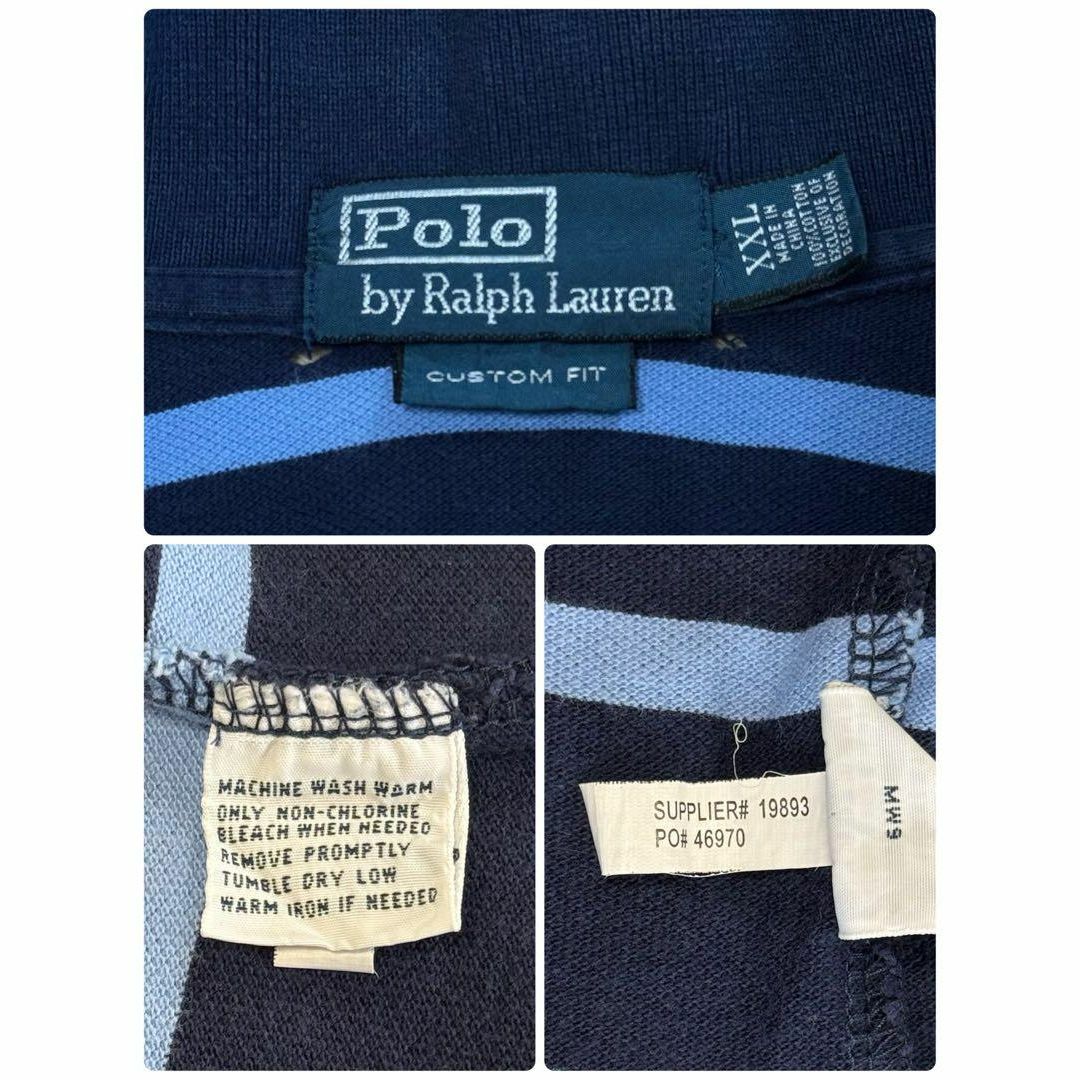 Polo
by Ralph Lauren
CUSTOM FIT
XXL
MADE IN
CHINA
100%COTTON
EXCLUSIVE OF
DECORATION
MACHINE WASH WARM
ONLY NON-CHLORINE
BLEACH WHEN NEEDED
REMOVE PROMPTLY
TUMBLE DRY LOW
WARM IRON IF NEEDED
SUPPLIER# 19893
PO# 46970
MW9